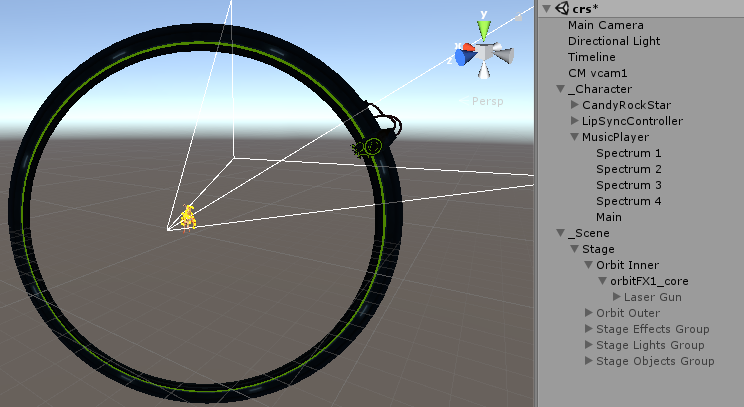 y
x
z
Persp
crs*
Main Camera
Directional Light
Timeline
CM vcam1
_Character
CandyRockStar
LipSyncController
MusicPlayer
Spectrum 1
Spectrum 2
Spectrum 3
Spectrum 4
Main
_Scene
Stage
Orbit Inner
orbitFX1_core
Laser Gun
Orbit Outer
Stage Effects Group
Stage Lights Group
Stage Objects Group